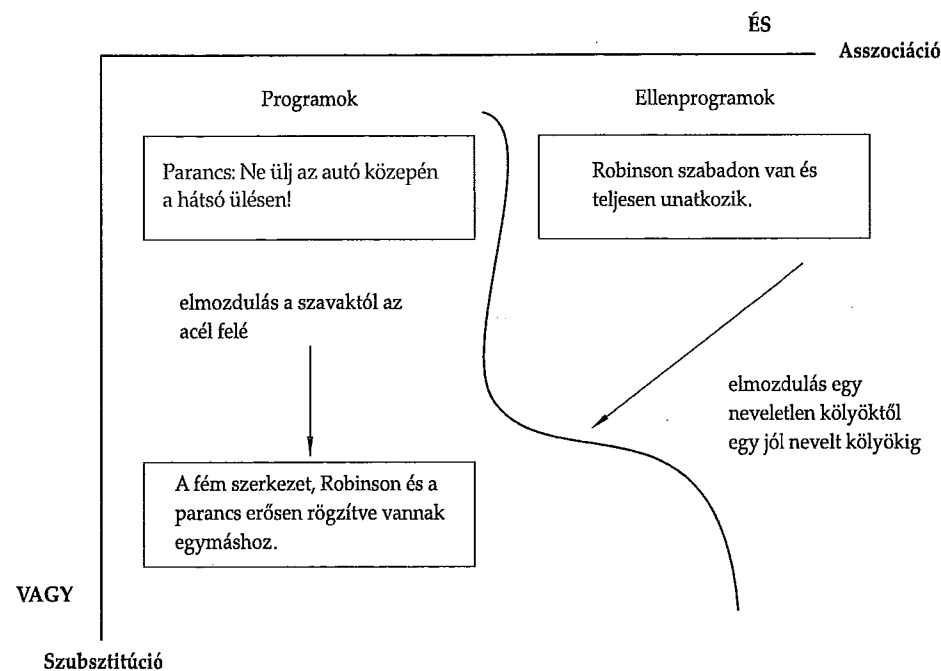 ÉS
Asszociáció
Programok
Ellenprogramok
Parancs: Ne ülj az autó közepén
a hátsó ülésen!
Robinson szabadon van és
teljesen unatkozik.
elmozdulás a szavaktól az
acél felé
elmozdulás egy
neveletlen kölyöktől
egy jól nevelt kölyökig
A fém szerkezet, Robinson és a
parancs erősen rögzítve vannak
egymáshoz.
VAGY
Szubsztitúció